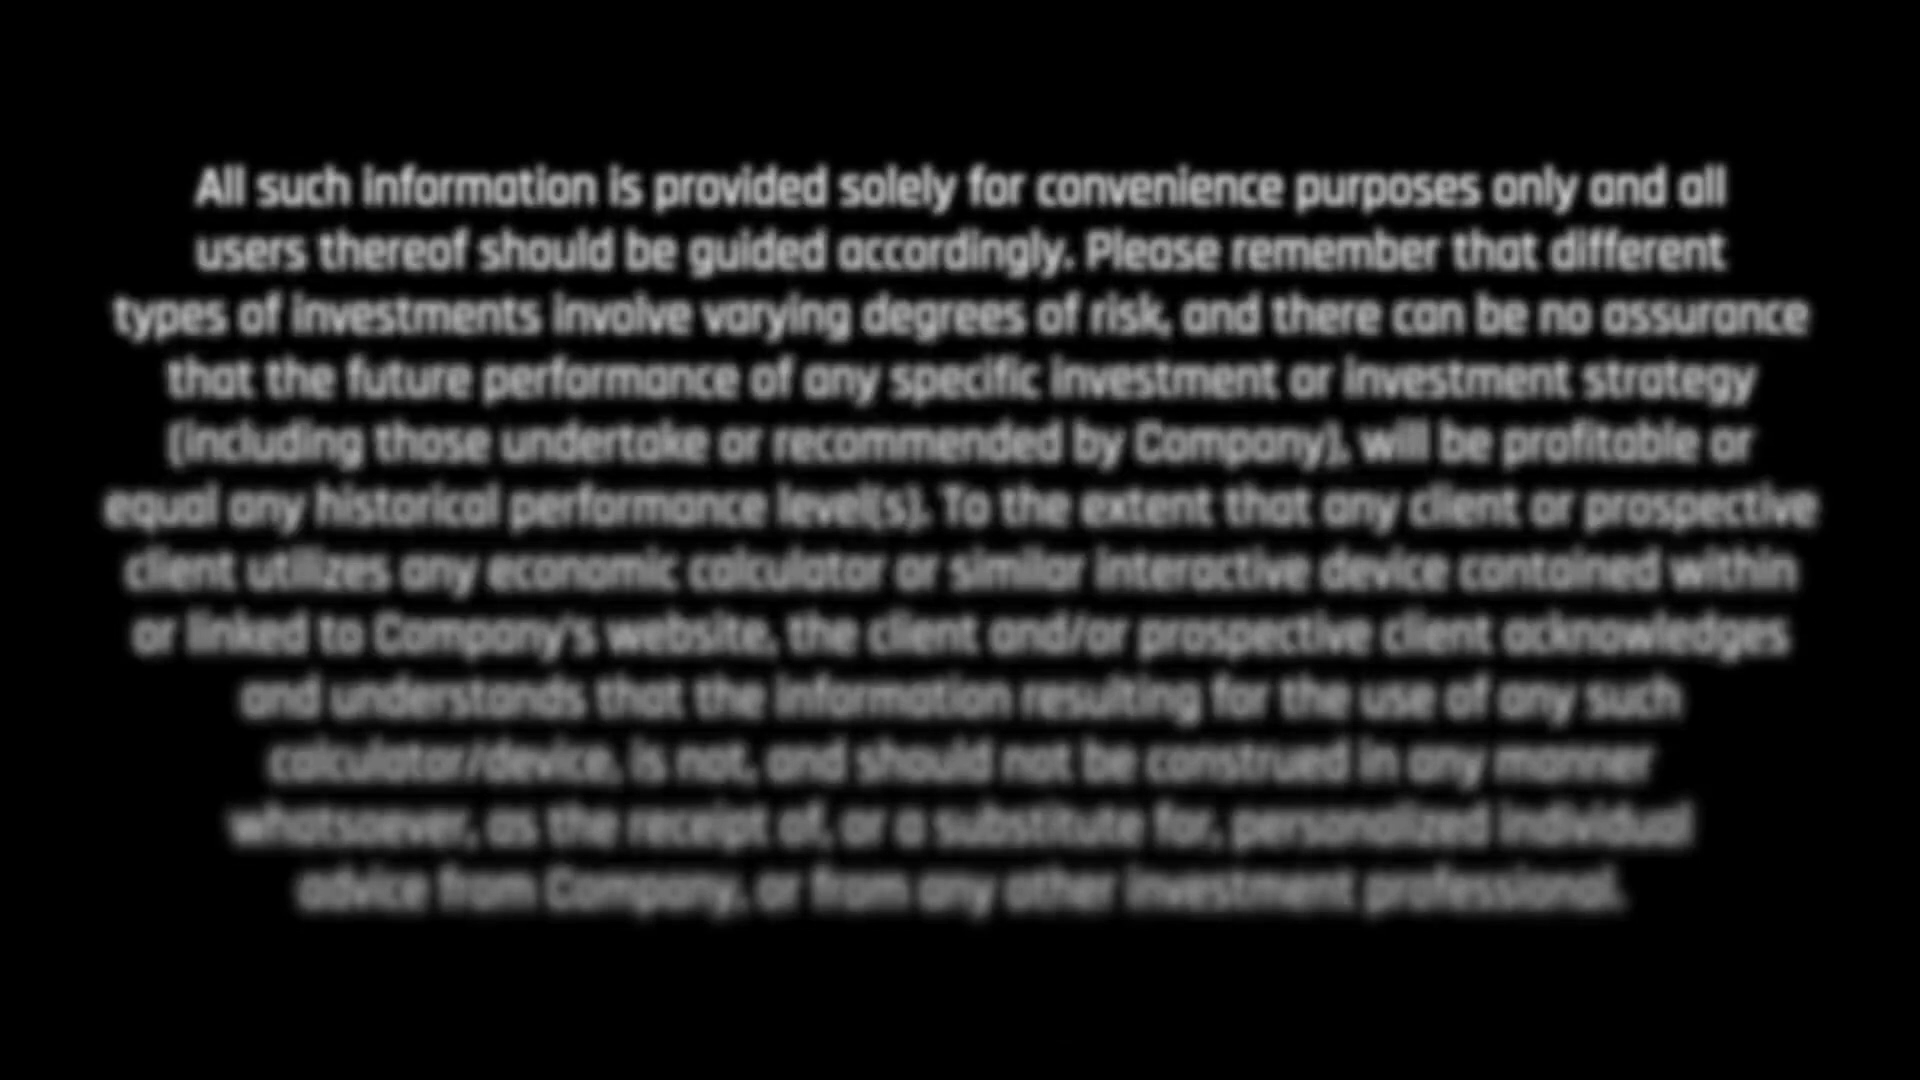 All such information is provided solely for convenience purposes only and all
users thereof should be guided accordingly. Please remember that different
types of investments involve varying degrees of risk, and there can be no assurance
that the future performance of any specific investment or investment strategy
(including those undertake or recommended by Company), will be profitable or
equal any historical performance level(s). To the extent that any client or prospective
client utilizes any economic calculator or similar interactive device contained within
or linked to Company's website, the client and/or prospective client acknowledges
and understands that the information resulting for the use of any such
calculator/device, is not, and should not be construed in any manner
whatsoever, as the receipt of, or a substitute for, personalized individual
advice from Company, or from any other investment professional.